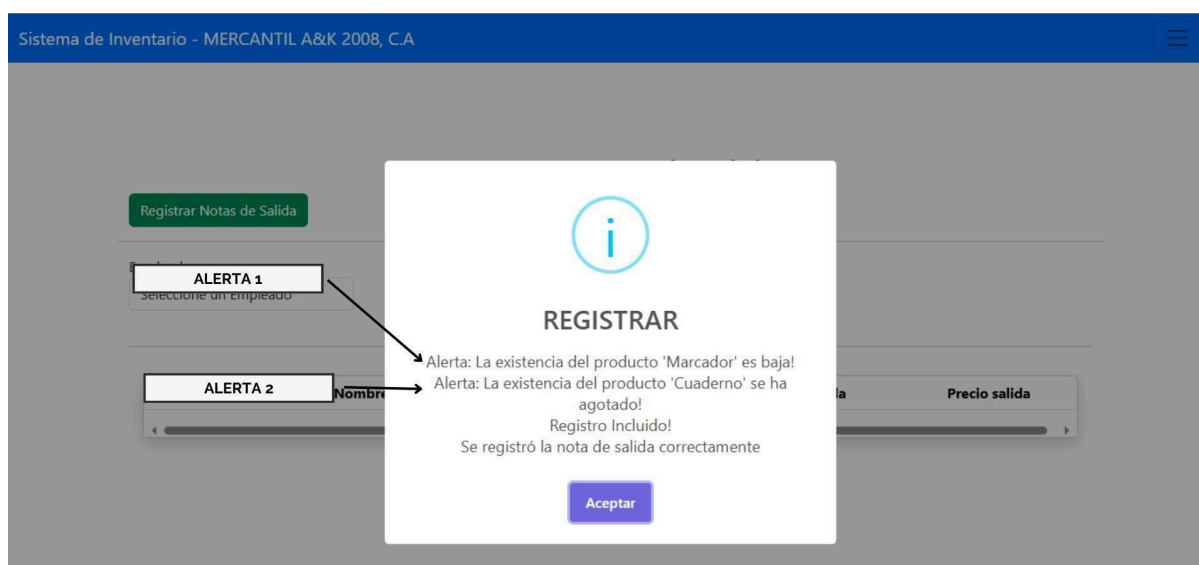 Sistema de Inventario - MERCANTIL A&K 2008, C.A
Registrar Notas de Salida
ALERTA 1
Seleccione un Empleado
REGISTRAR
Alerta: La existencia del producto 'Marcador' es baja!
Alerta: La existencia del producto 'Cuaderno' se ha
agotado!
Registro Incluido!
Se registró la nota de salida correctamente
ALERTA 2
Nombre
Precio salida
Aceptar